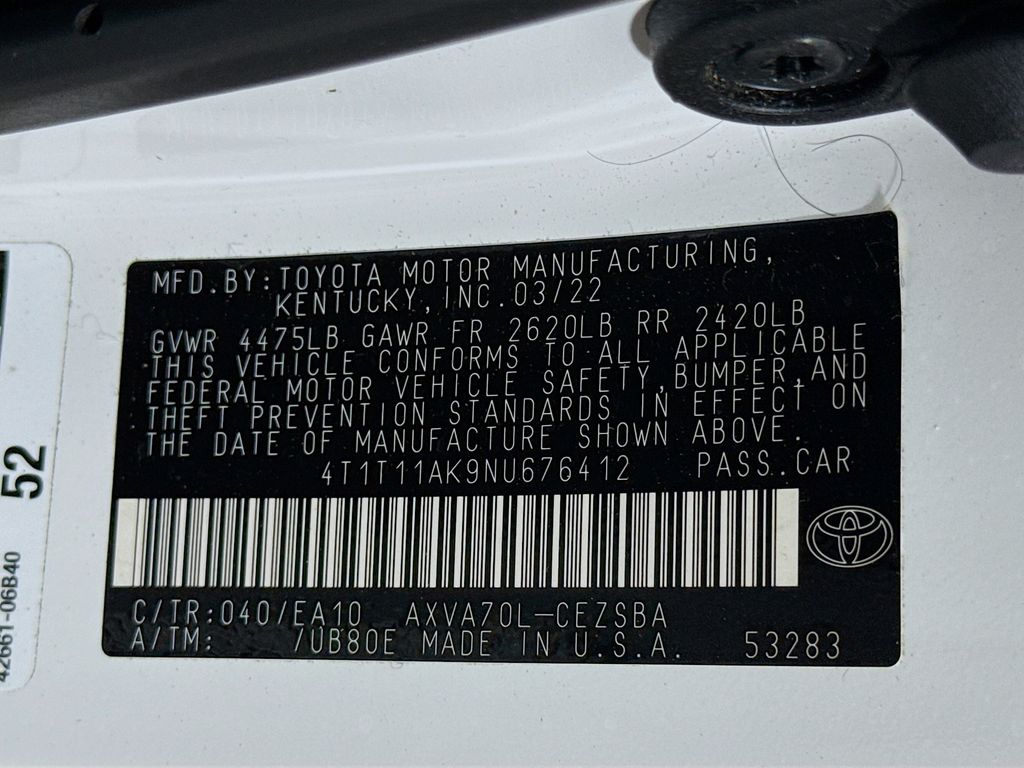 MFD.BY:TOYOTA MOTOR MANUFACTURING,
KENTUCKY,INC.03/22
GVWR 4475LB GAWR FR 2620LB RR 2420LB
THIS VEHICLE CONFORMS TO ALL APPLICABLE
FEDERAL MOTOR VEHICLE SAFETY,BUMPER,AND
THEFT PREVENTION STANDARDS IN EFFECT ON
THE DATE OF MANUFACTURE SHOWN ABOVE.
4T1T11AK9NU676412 PASS.CAR
C/TR:040/EA10 AXVA70L-CEZSBA
A/TM: /UB80E MADE IN U.S.A. 53283
52
42661-06B40